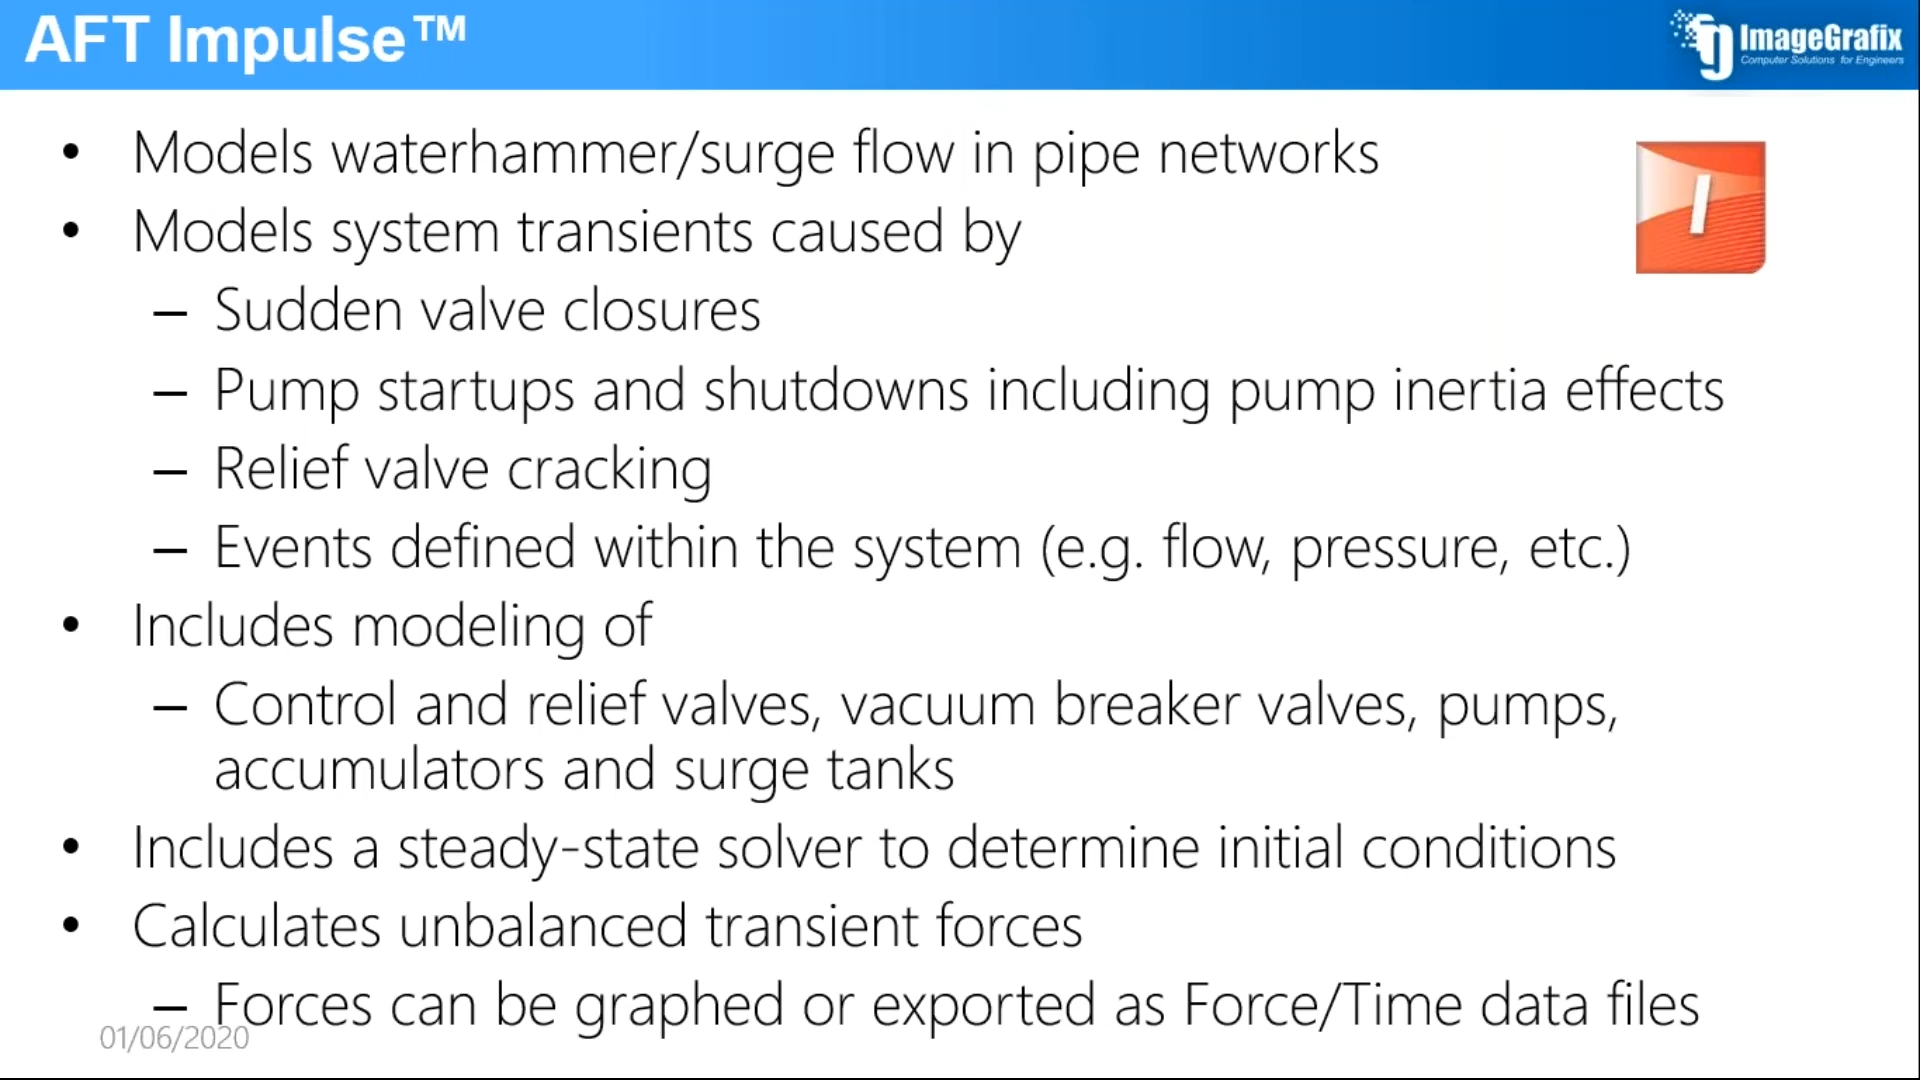 AFT Impulse™
ImageGrafix
Computer Solutions for Engineers
• Models waterhammer/surge flow in pipe networks
I
• Models system transients caused by
– Sudden valve closures
– Pump startups and shutdowns including pump inertia effects
– Relief valve cracking
– Events defined within the system (e.g. flow, pressure, etc.)
• Includes modeling of
– Control and relief valves, vacuum breaker valves, pumps,
accumulators and surge tanks
• Includes a steady-state solver to determine initial conditions
• Calculates unbalanced transient forces
– Forces can be graphed or exported as Force/Time data files
01/06/2020